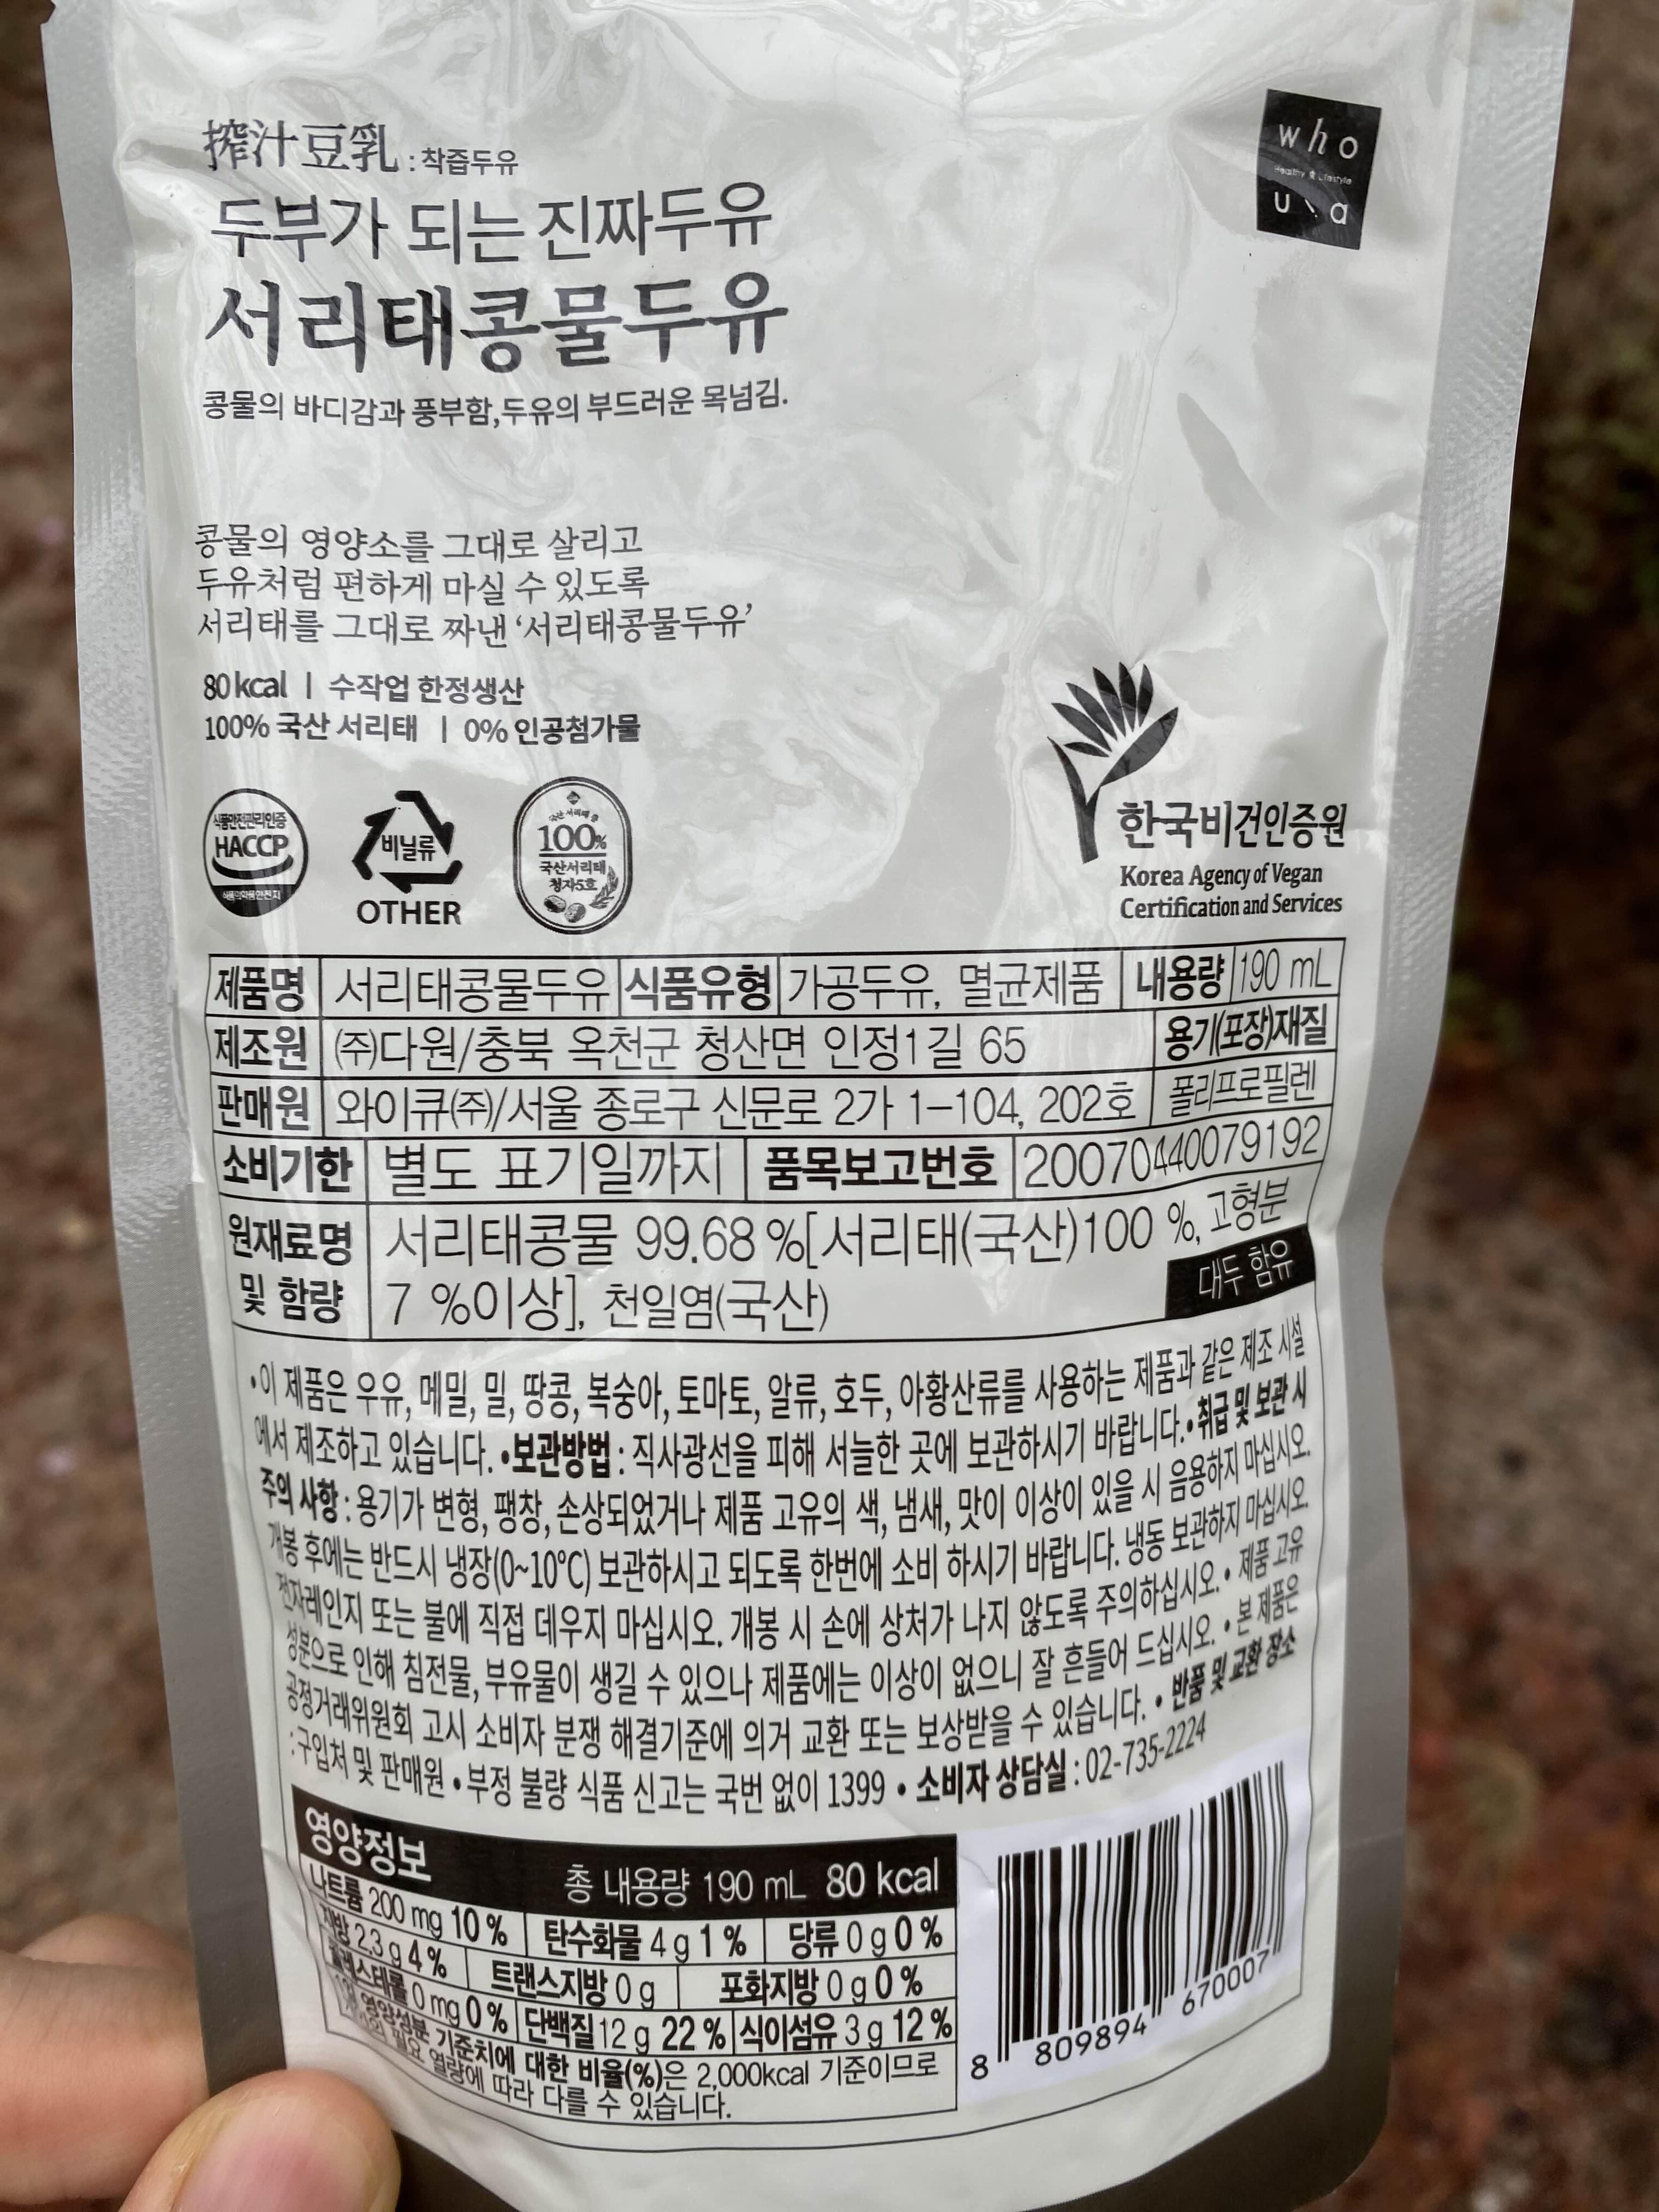 搾汁豆乳 : 착즙두유
두부가 되는 진짜두유
서리태콩물두유
콩물의 바디감과 풍부함, 두유의 부드러운 목넘김.
who
Healthy & Lifestyle
u a
콩물의 영양소를 그대로 살리고
두유처럼 편하게 마실 수 있도록
서리태를 그대로 짜낸 '서리태콩물두유'
80 kcal | 수작업 한정생산
100% 국산 서리태 | 0% 인공첨가물
식품안전관리인증
HACCP
식품의약품안전처
비닐류
OTHER
100%
국산서리태
청자5호
한국비건인증원
Korea Agency of Vegan
Certification and Services
제품명 서리태콩물두유 식품유형 가공두유, 멸균제품 내용량 190 mL
제조원 ㈜다원/충북 옥천군 청산면 인정1길 65 용기(포장)재질
판매원 와이큐㈜/서울 종로구 신문로 2가 1-104, 202호 폴리프로필렌
소비기한 별도 표기일까지 품목보고번호 20070440079192
원재료명 서리태콩물 99.68 %[서리태(국산)100 %, 고형분
및 함량 7 %이상], 천일염(국산) 대두 함유
•이 제품은 우유, 메밀, 밀, 땅콩, 복숭아, 토마토, 알류, 호두, 아황산류를 사용하는 제품과 같은 제조 시설
에서 제조하고 있습니다. •보관방법 : 직사광선을 피해 서늘한 곳에 보관하시기 바랍니다. •취급 및 보관 시
주의 사항 : 용기가 변형, 팽창, 손상되었거나 제품 고유의 색, 냄새, 맛이 이상이 있을 시 음용하지 마십시오.
개봉 후에는 반드시 냉장(0~10℃) 보관하시고 되도록 한번에 소비 하시기 바랍니다. 냉동 보관하지 마십시오.
전자레인지 또는 불에 직접 데우지 마십시오. 개봉 시 손에 상처가 나지 않도록 주의하십시오. • 제품 고유
성분으로 인해 침전물, 부유물이 생길 수 있으나 제품에는 이상이 없으니 잘 흔들어 드십시오. • 본 제품은
공정거래위원회 고시 소비자 분쟁 해결기준에 의거 교환 또는 보상받을 수 있습니다. • 반품 및 교환 장소
: 구입처 및 판매원 • 부정 불량 식품 신고는 국번 없이 1399 • 소비자 상담실 : 02-735-2224
영양정보 총 내용량 190 mL 80 kcal
나트륨 200 mg 10 % 탄수화물 4 g 1 % 당류 0 g 0 %
지방 2.3 g 4 % 트랜스지방 0 g 포화지방 0 g 0 %
콜레스테롤 0 mg 0 % 단백질 12 g 22 % 식이섬유 3 g 12 %
1일 영양성분 기준치에 대한 비율(%)은 2,000kcal 기준이므로
필요 열량에 따라 다를 수 있습니다.
8 809894 670007